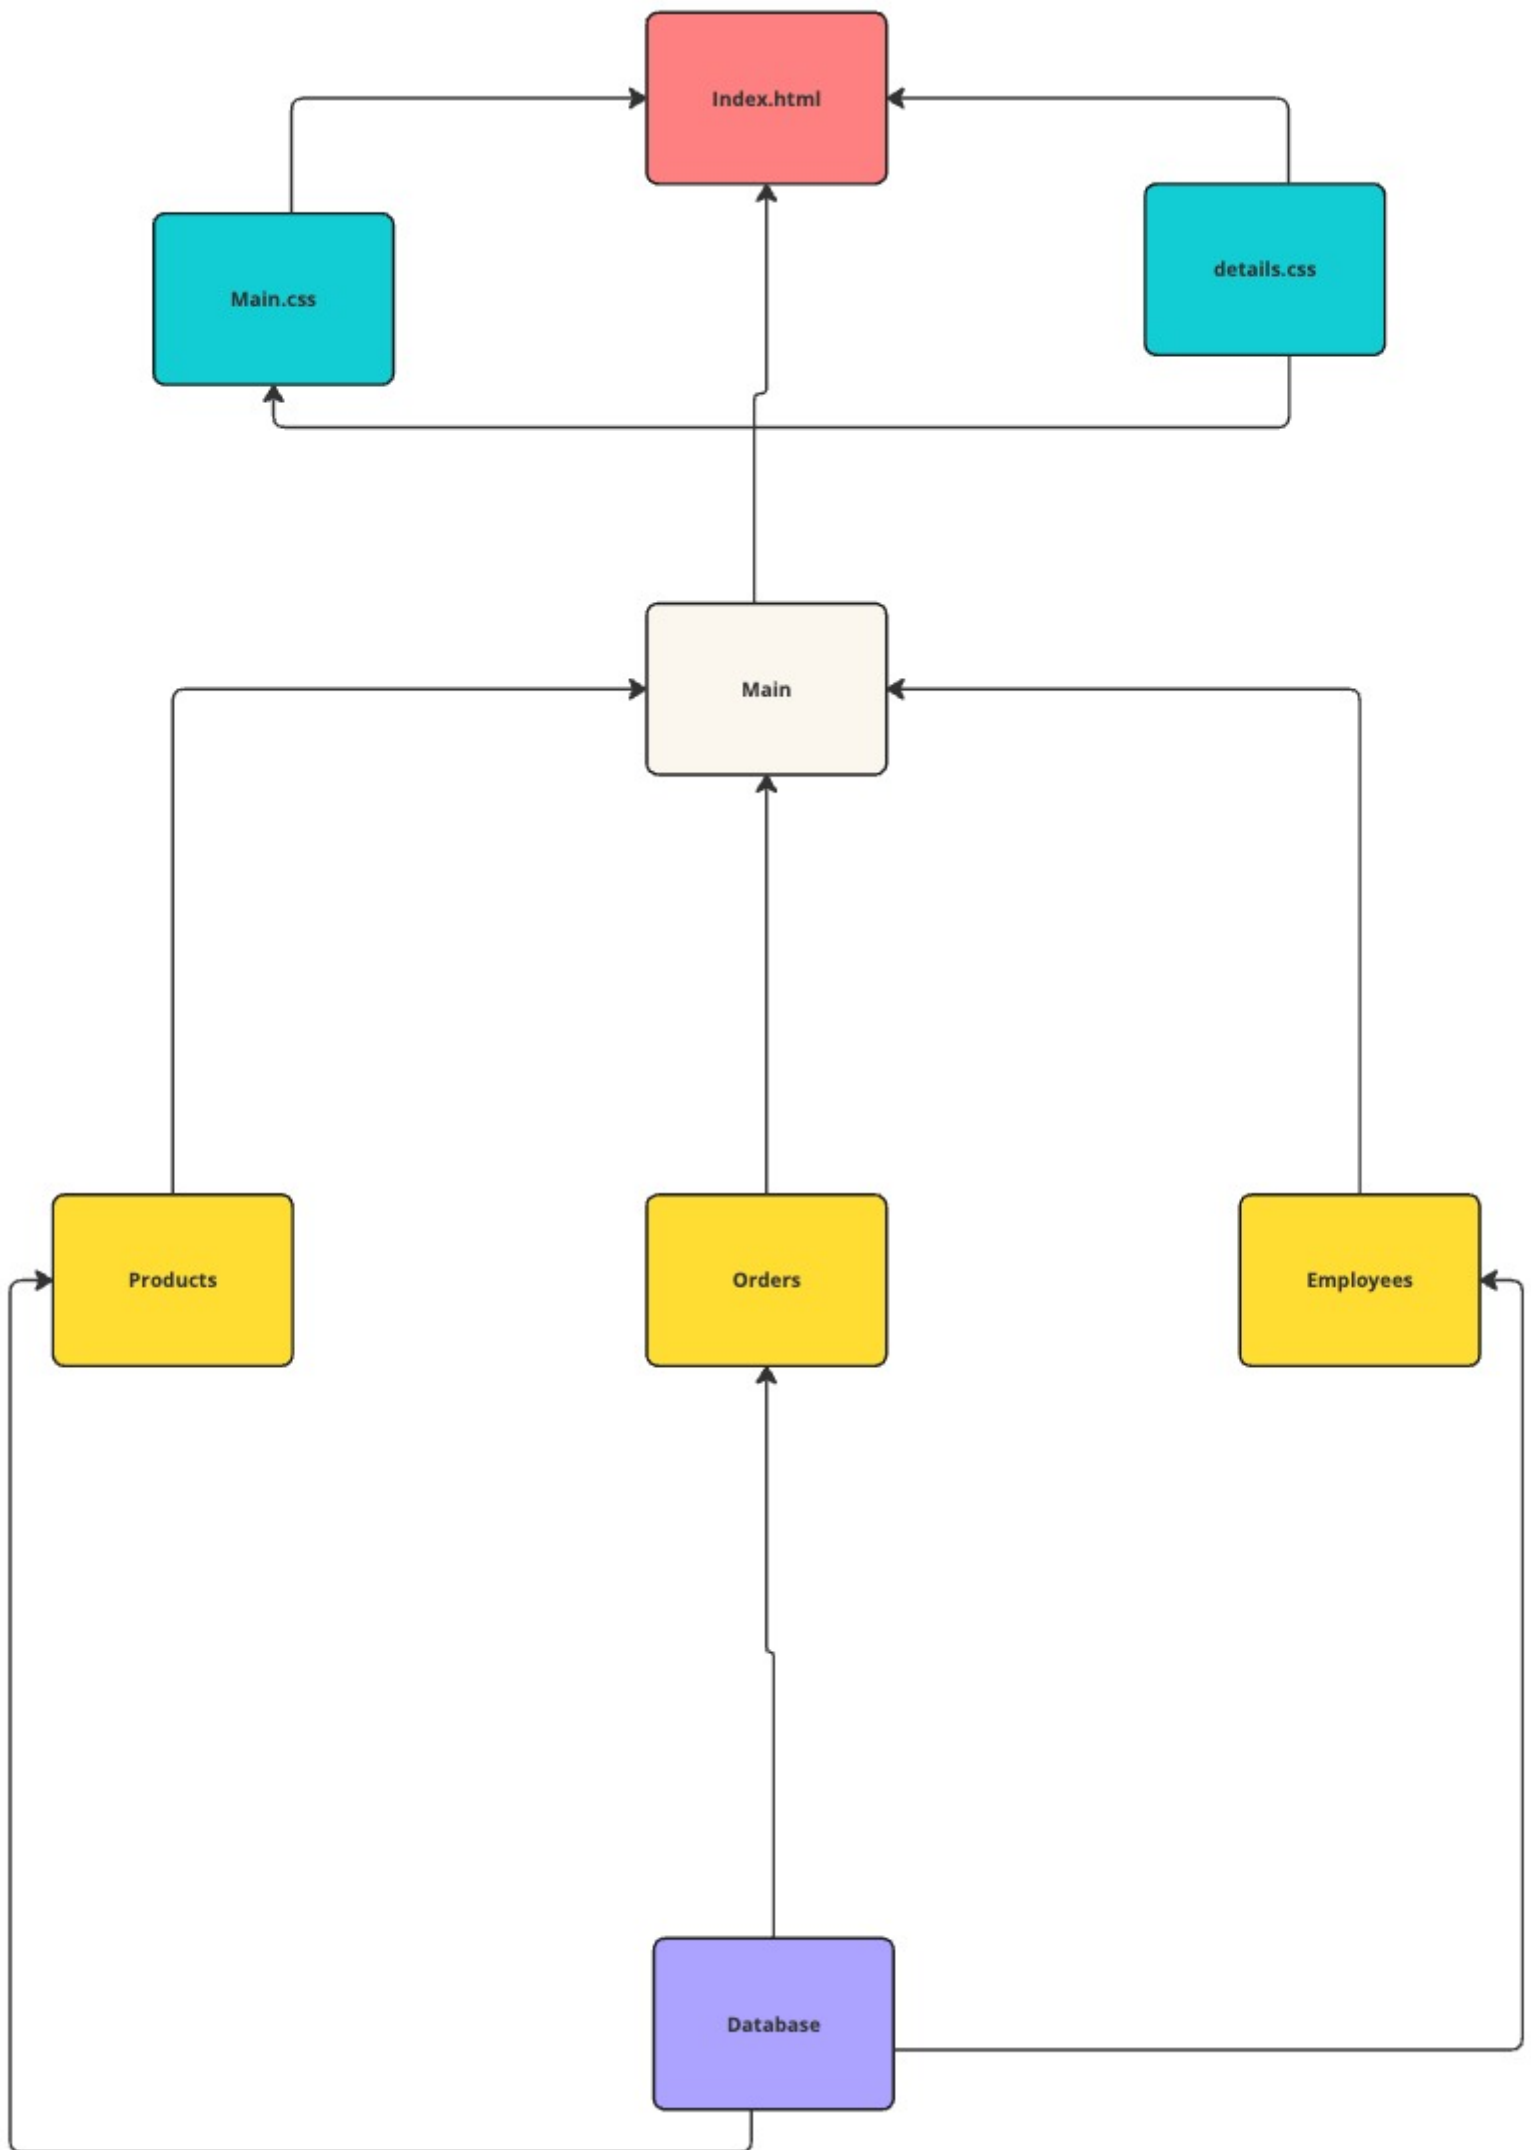 Index.html
details.css
Main.css
Main
Products
Orders
Employees
Database